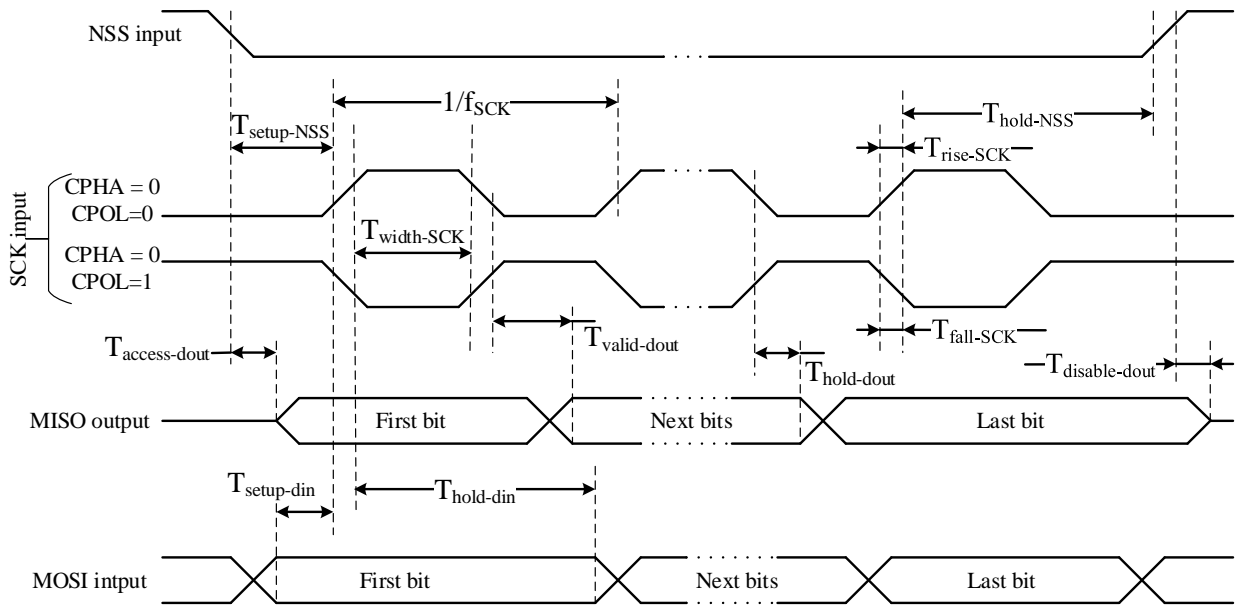 NSS input
1/fSCK
Tsetup-NSS
Thold-NSS
Trise-SCK
SCK input
CPHA = 0
CPOL=0
Twidth-SCK
CPHA = 0
CPOL=1
Tfall-SCK
Tvalid-dout
Taccess-dout
Thold-dout
Tdisable-dout
MISO output
First bit
Next bits
Last bit
Tsetup-din
Thold-din
MOSI intput
First bit
Next bits
Last bit